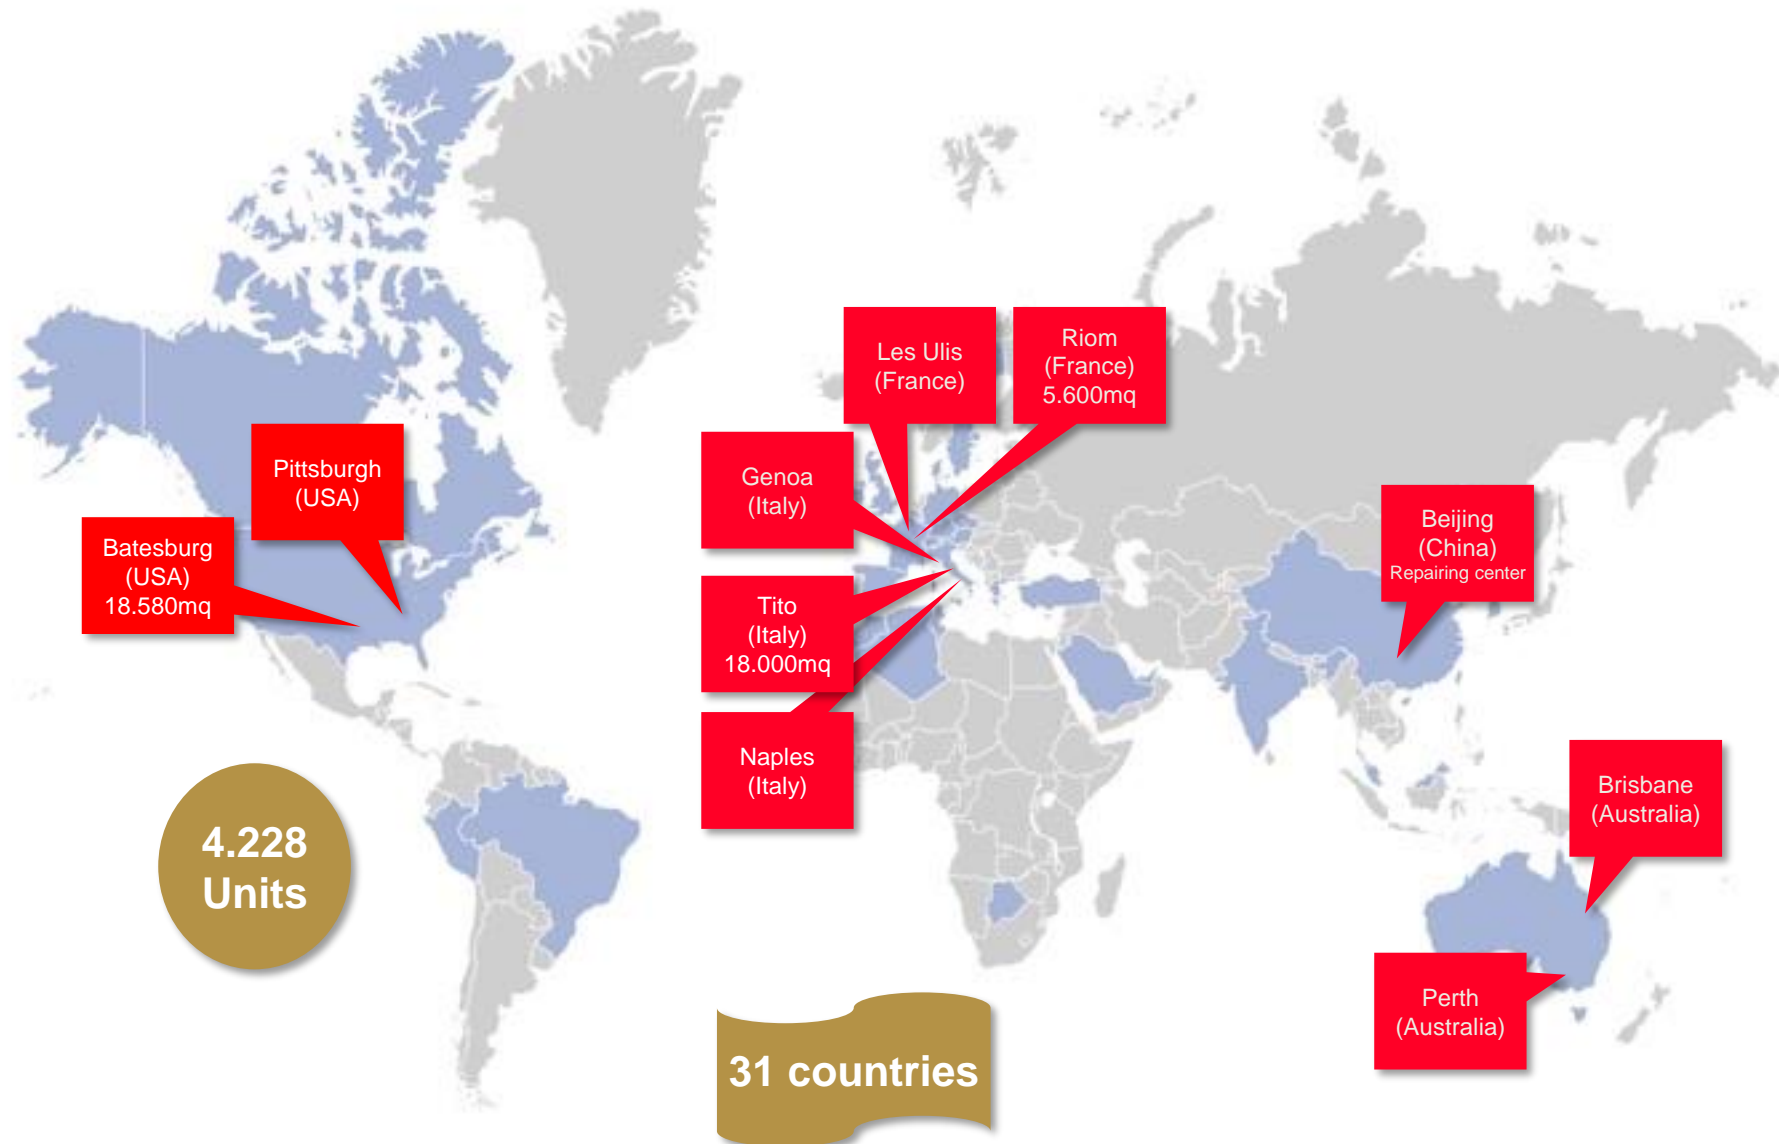 Les Ulis
(France)
Riom
(France)
5.600mq
Pittsburgh
(USA)
Genoa
(Italy)
Batesburg
(USA)
18.580mq
Beijing
(China)
Repairing center
Tito
(Italy)
18.000mq
Naples
(Italy)
Brisbane
(Australia)
4.228
Units
Perth
(Australia)
31 countries